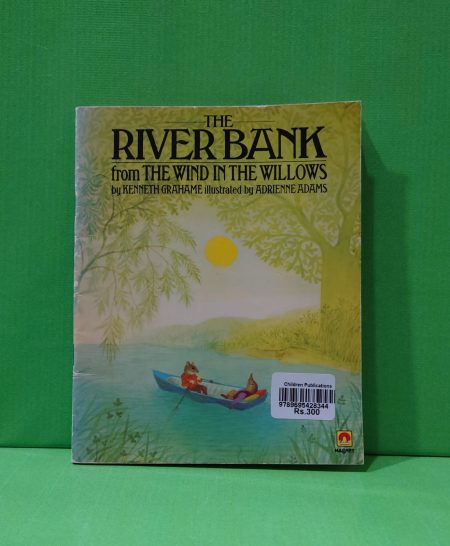 THE
RIVER BANK
from THE WIND IN THE WILLOWS
by KENNETH GRAHAME illustrated by ADRIENNE ADAMS
Children Publications
9789695428344
Rs.300
MAGNET